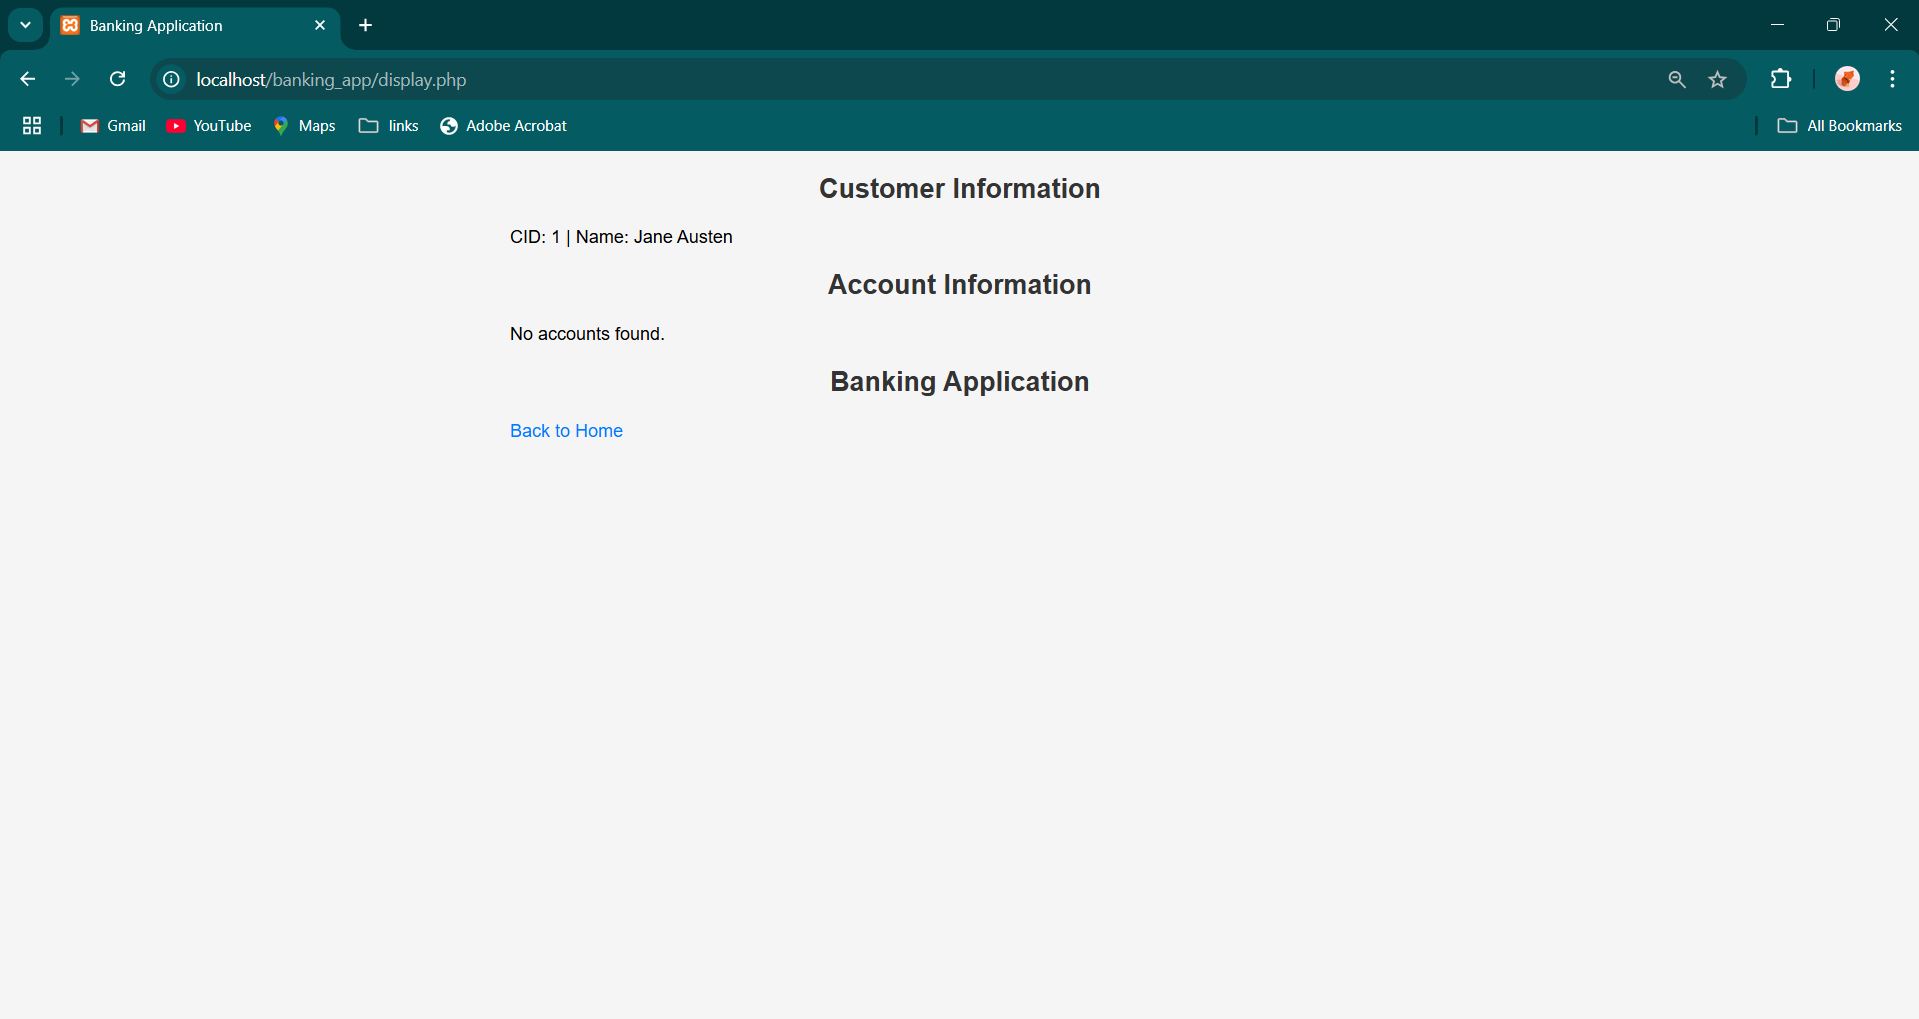 Banking Application
localhost/banking_app/display.php
Gmail YouTube Maps links Adobe Acrobat All Bookmarks
Customer Information
CID: 1 | Name: Jane Austen
Account Information
No accounts found.
Banking Application
Back to Home